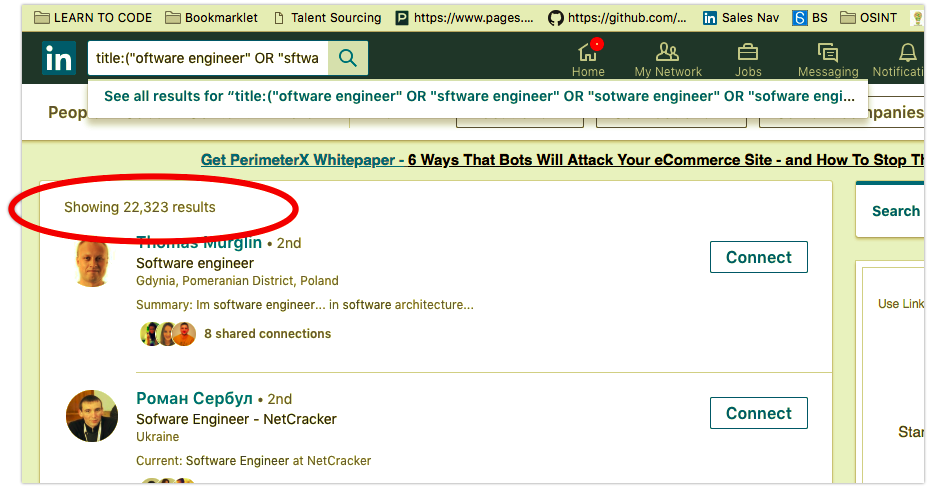 LEARN TO CODE Bookmarklet Talent Sourcing https://www.pages.... https://github.com/... Sales Nav BS OSINT
in title:("oftware engineer" OR "sftwa
Home My Network Jobs Messaging Notificati
See all results for “title:("oftware engineer" OR "sftware engineer" OR "sotware engineer" OR "sofware engi...
Peop ompanies
Get PerimeterX Whitepaper - 6 Ways That Bots Will Attack Your eCommerce Site - and How To Stop Th
Showing 22,323 results
Search
Thomas Murglin • 2nd
Software engineer
Gdynia, Pomeranian District, Poland
Connect
Summary: Im software engineer... in software architecture...
Use Link
8 shared connections
Роман Сербул • 2nd
Sofware Engineer - NetCracker
Ukraine
Connect
Star
Current: Software Engineer at NetCracker